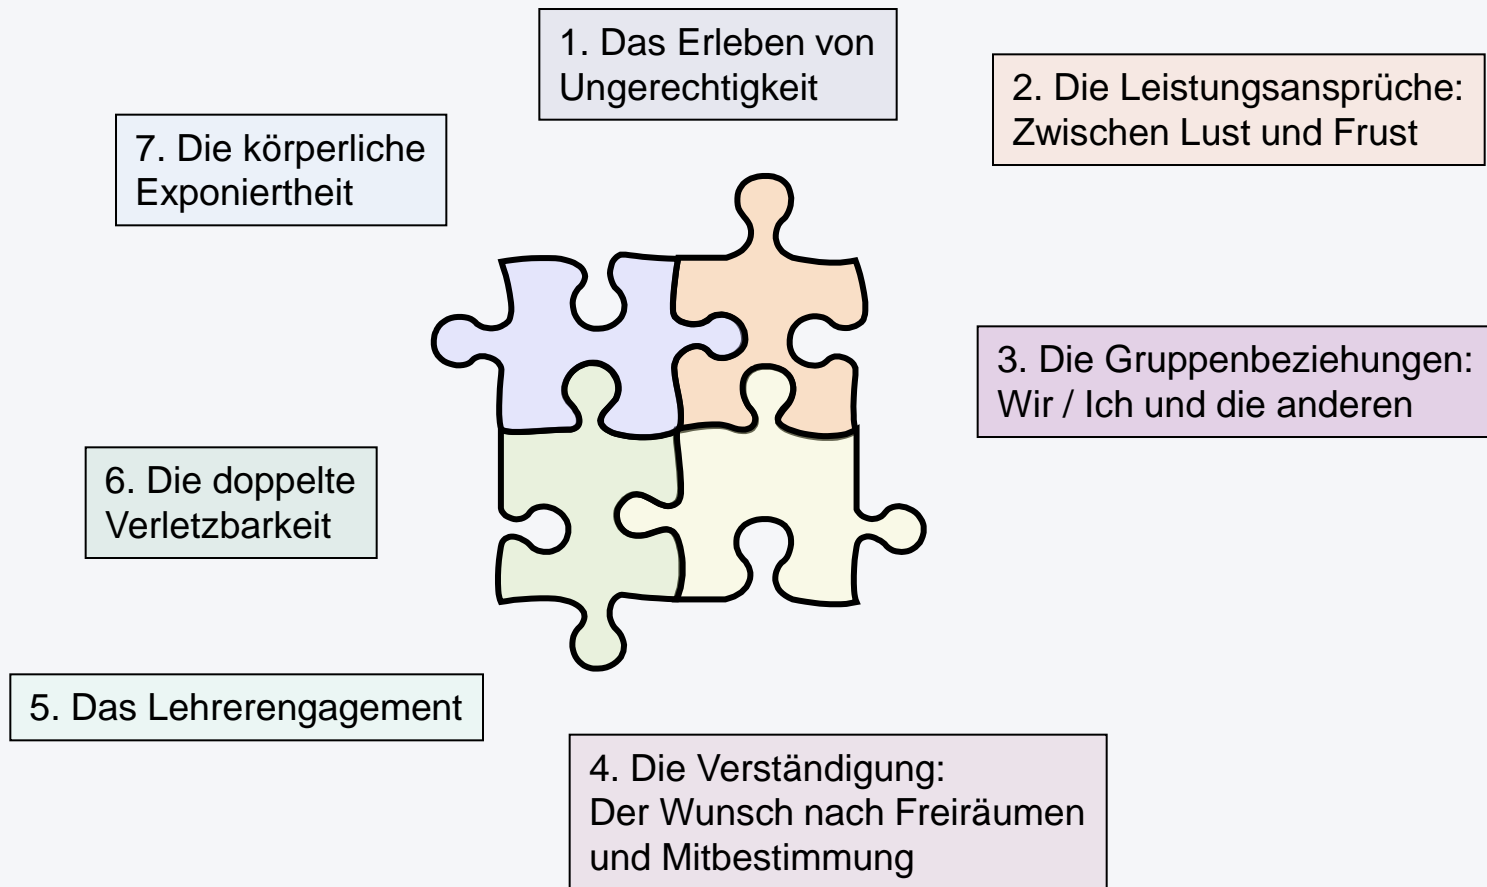 1. Das Erleben von
Ungerechtigkeit
2. Die Leistungsansprüche:
Zwischen Lust und Frust
3. Die Gruppenbeziehungen:
Wir / Ich und die anderen
4. Die Verständigung:
Der Wunsch nach Freiräumen
und Mitbestimmung
5. Das Lehrerengagement
6. Die doppelte
Verletzbarkeit
7. Die körperliche
Exponiertheit